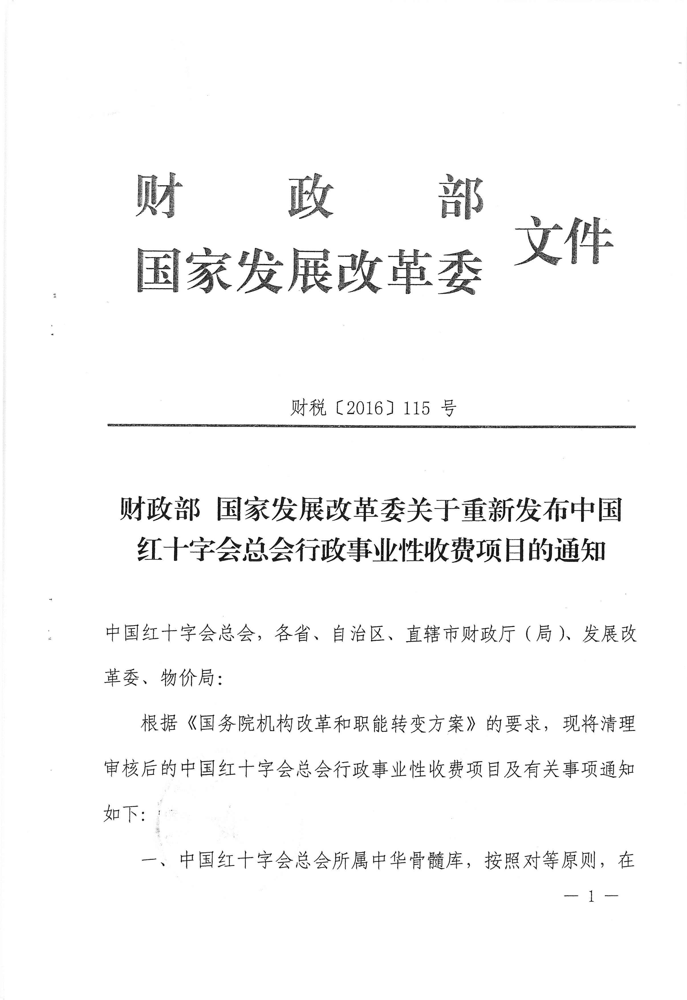 财政部
国家发展改革委
文件
财税〔2016〕115 号
财政部 国家发展改革委关于重新发布中国
红十字会总会行政事业性收费项目的通知
中国红十字会总会，各省、自治区、直辖市财政厅（局）、发展改
革委、物价局：
根据《国务院机构改革和职能转变方案》的要求，现将清理
审核后的中国红十字会总会行政事业性收费项目及有关事项通知
如下：
一、中国红十字会总会所属中华骨髓库，按照对等原则，在
— 1 —